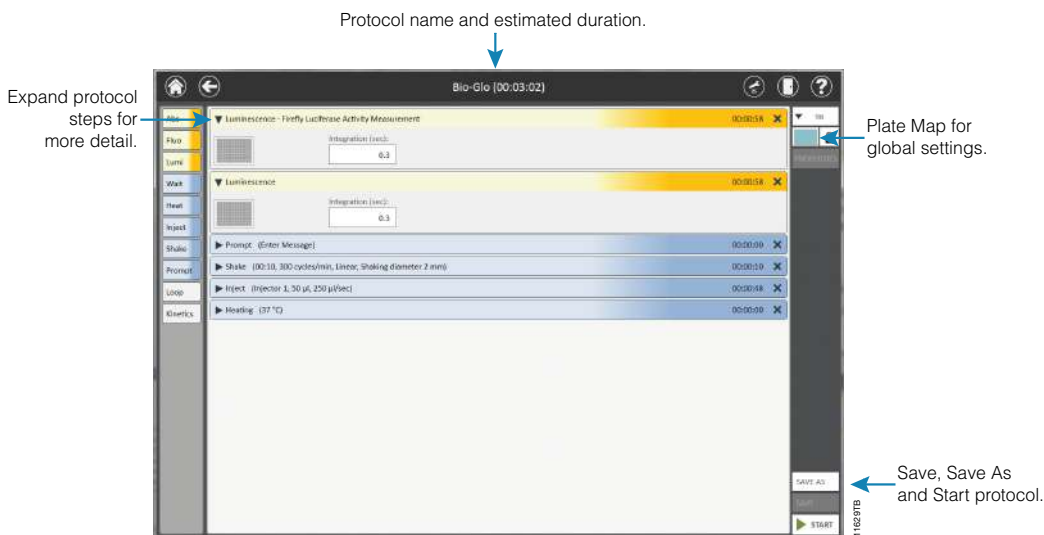 Protocol name and estimated duration.
Bio-Glo (00:03:02)
?
Expand protocol
steps for
more detail.
Abs
Fluo
Lumi
Wait
Heat
Inject
Shake
Prompt
Loop
Kinetics
Luminescence - Firefly Luciferase Activity Measurement 00:00:58
Integration (sec):
0.3
Luminescence 00:00:58
Integration (sec):
0.3
Prompt (Enter Message) 00:00:00
Shake (00:10, 300 cycles/min, Linear, Shaking diameter 2 mm) 00:00:10
Inject (Injector 1, 50 µl, 250 µl/sec) 00:00:48
Heating (37 °C) 00:00:00
Plate Map for
global settings.
SAVE AS
SAVE
START
Save, Save As
and Start protocol.
11629TB